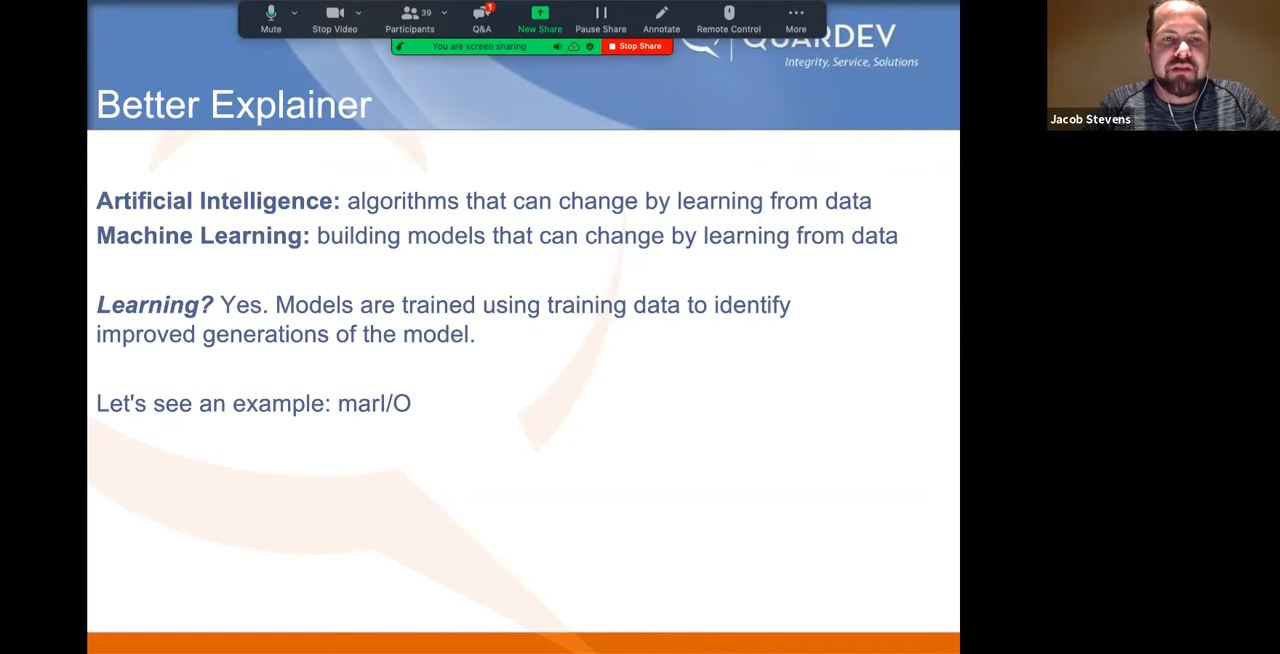 39
1
Mute
Stop Video
Participants
Q&A
New Share
Pause Share
Annotate
Remote Control
More
You are screen sharing
Stop Share
QUARDEV
Integrity, Service, Solutions
Better Explainer
Jacob Stevens
Artificial Intelligence: algorithms that can change by learning from data
Machine Learning: building models that can change by learning from data
Learning? Yes. Models are trained using training data to identify
improved generations of the model.
Let's see an example: marI/O